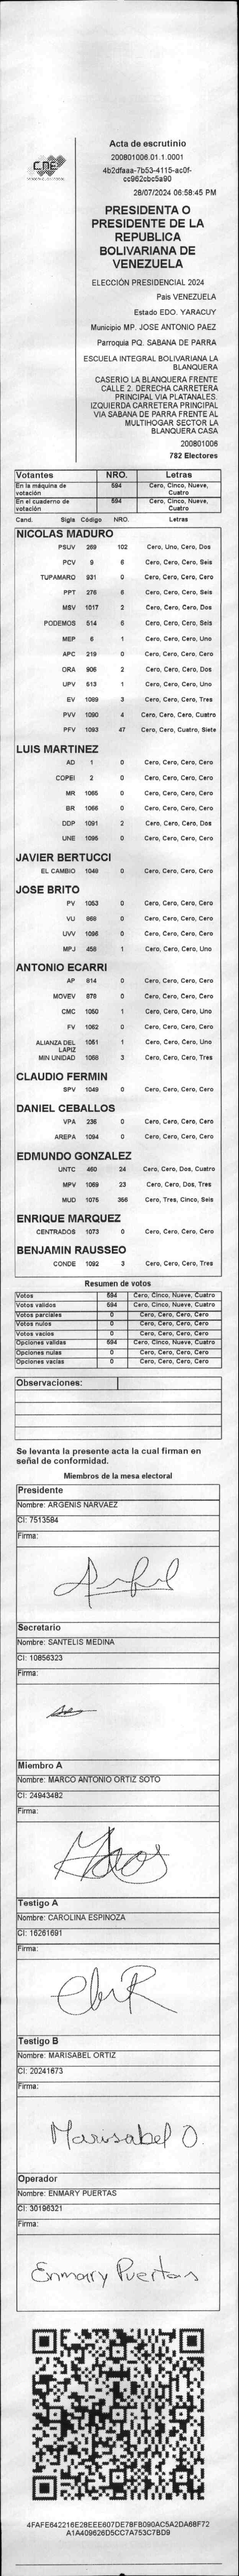 CNE
Acta de escrutinio
200801006.01.1.0001
4b2dfaaa-7b53-4115-ac0f-
cc962cbc5a90
28/07/2024 06:58:45 PM
PRESIDENTA O
PRESIDENTE DE LA
REPUBLICA
BOLIVARIANA DE
VENEZUELA
ELECCIÓN PRESIDENCIAL 2024
País VENEZUELA
Estado EDO. YARACUY
Municipio MP. JOSE ANTONIO PAEZ
Parroquia PQ. SABANA DE PARRA
ESCUELA INTEGRAL BOLIVARIANA LA
BLANQUERA
CASERIO LA BLANQUERA FRENTE
CALLE 2. DERECHA CARRETERA
PRINCIPAL VIA PLATANALES.
IZQUIERDA CARRETERA PRINCIPAL
VIA SABANA DE PARRA FRENTE AL
MULTIHOGAR SECTOR LA
BLANQUERA CASA
200801006
782 Electores
Votantes NRO. Letras
En la máquina de votación 594 Cero, Cinco, Nueve, Cuatro
En el cuaderno de votación 594 Cero, Cinco, Nueve, Cuatro
Cand. Sigla Código NRO. Letras
NICOLAS MADURO
PSUV 269 102 Cero, Uno, Cero, Dos
PCV 9 6 Cero, Cero, Cero, Seis
TUPAMARO 931 0 Cero, Cero, Cero, Cero
PPT 276 6 Cero, Cero, Cero, Seis
MSV 1017 2 Cero, Cero, Cero, Dos
PODEMOS 514 6 Cero, Cero, Cero, Seis
MEP 6 1 Cero, Cero, Cero, Uno
APC 219 0 Cero, Cero, Cero, Cero
ORA 906 2 Cero, Cero, Cero, Dos
UPV 513 1 Cero, Cero, Cero, Uno
EV 1089 3 Cero, Cero, Cero, Tres
PVV 1090 4 Cero, Cero, Cero, Cuatro
PFV 1093 47 Cero, Cero, Cuatro, Siete
LUIS MARTINEZ
AD 1 0 Cero, Cero, Cero, Cero
COPEI 2 0 Cero, Cero, Cero, Cero
MR 1065 0 Cero, Cero, Cero, Cero
BR 1066 0 Cero, Cero, Cero, Cero
DDP 1091 2 Cero, Cero, Cero, Dos
UNE 1095 0 Cero, Cero, Cero, Cero
JAVIER BERTUCCI
EL CAMBIO 1048 0 Cero, Cero, Cero, Cero
JOSE BRITO
PV 1053 0 Cero, Cero, Cero, Cero
VU 868 0 Cero, Cero, Cero, Cero
UVV 1096 0 Cero, Cero, Cero, Cero
MPJ 458 1 Cero, Cero, Cero, Uno
ANTONIO ECARRI
AP 814 0 Cero, Cero, Cero, Cero
MOVEV 879 0 Cero, Cero, Cero, Cero
CMC 1050 1 Cero, Cero, Cero, Uno
FV 1062 0 Cero, Cero, Cero, Cero
ALIANZA DEL LAPIZ 1051 1 Cero, Cero, Cero, Uno
MIN UNIDAD 1068 3 Cero, Cero, Cero, Tres
CLAUDIO FERMIN
SPV 1049 0 Cero, Cero, Cero, Cero
DANIEL CEBALLOS
VPA 236 0 Cero, Cero, Cero, Cero
AREPA 1094 0 Cero, Cero, Cero, Cero
EDMUNDO GONZALEZ
UNTC 460 24 Cero, Cero, Dos, Cuatro
MPV 1069 23 Cero, Cero, Dos, Tres
MUD 1075 356 Cero, Tres, Cinco, Seis
ENRIQUE MARQUEZ
CENTRADOS 1073 0 Cero, Cero, Cero, Cero
BENJAMIN RAUSSEO
CONDE 1092 3 Cero, Cero, Cero, Tres
Resumen de votos
Votos 594 Cero, Cinco, Nueve, Cuatro
Votos validos 594 Cero, Cinco, Nueve, Cuatro
Votos parciales 0 Cero, Cero, Cero, Cero
Votos nulos 0 Cero, Cero, Cero, Cero
Votos vacios 0 Cero, Cero, Cero, Cero
Opciones validas 594 Cero, Cinco, Nueve, Cuatro
Opciones nulas 0 Cero, Cero, Cero, Cero
Opciones vacias 0 Cero, Cero, Cero, Cero
Observaciones:
Se levanta la presente acta la cual firman en
señal de conformidad.
Miembros de la mesa electoral
Presidente
Nombre: ARGENIS NARVAEZ
CI: 7513584
Firma:
Secretario
Nombre: SANTELIS MEDINA
CI: 10856323
Firma:
Miembro A
Nombre: MARCO ANTONIO ORTIZ SOTO
CI: 24943482
Firma:
Testigo A
Nombre: CAROLINA ESPINOZA
CI: 16261691
Firma:
Testigo B
Nombre: MARISABEL ORTIZ
CI: 20241673
Firma:
Marisabel O.
Operador
Nombre: ENMARY PUERTAS
CI: 30196321
Firma:
Enmary Puertas
4FAFE642216E28EEE607DE78FB090AC5A2DA68F72
A1A409626D5CC7A753C7BD9